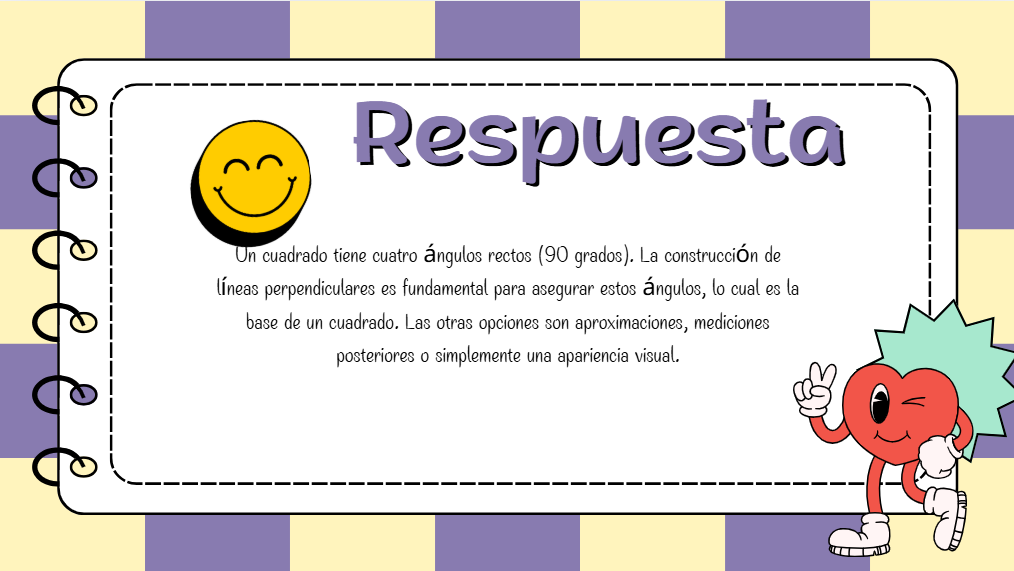 Respuesta
Un cuadrado tiene cuatro ángulos rectos (90 grados). La construcción de
líneas perpendiculares es fundamental para asegurar estos ángulos, lo cual es la
base de un cuadrado. Las otras opciones son aproximaciones, mediciones
posteriores o simplemente una apariencia visual.